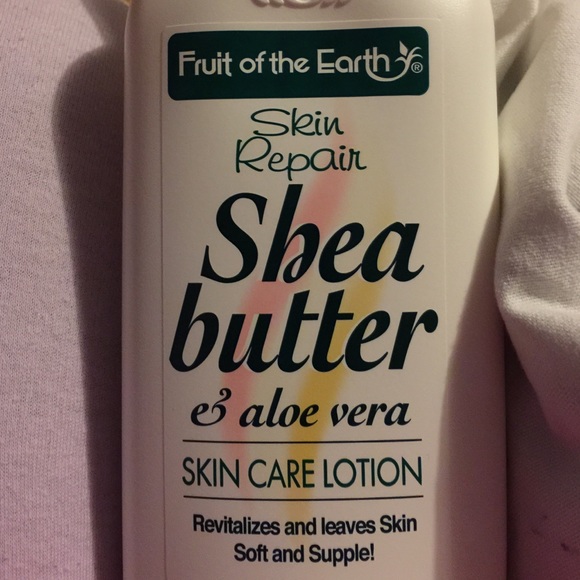 Fruit of the Earth®
Skin
Repair
Shea
butter
& aloe vera
SKIN CARE LOTION
Revitalizes and leaves Skin
Soft and Supple!